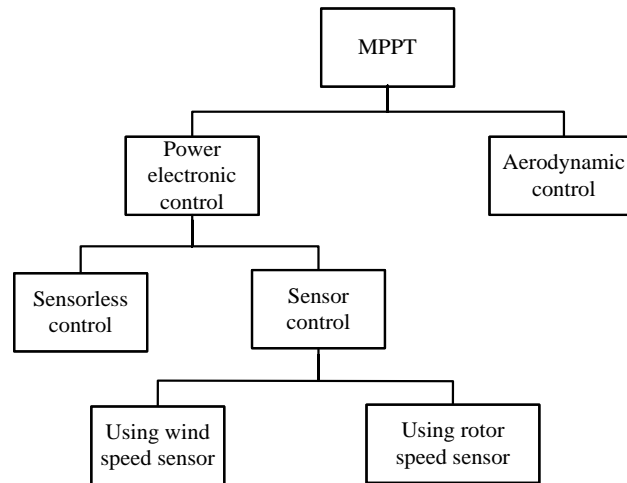 MPPT
Power
electronic
control
Aerodynamic
control
Sensorless
control
Sensor
control
Using wind
speed sensor
Using rotor
speed sensor